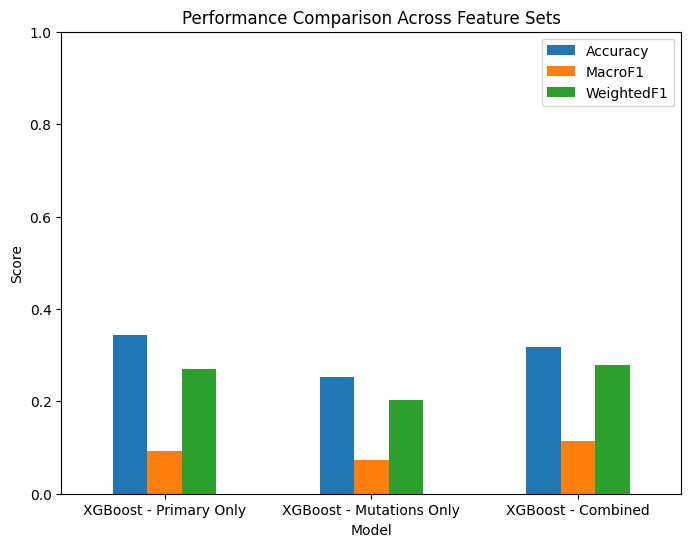 Performance Comparison Across Feature Sets
1.0
0.8
0.6
0.4
0.2
0.0
Score
Accuracy
MacroF1
WeightedF1
XGBoost - Primary Only
XGBoost - Mutations Only
XGBoost - Combined
Model